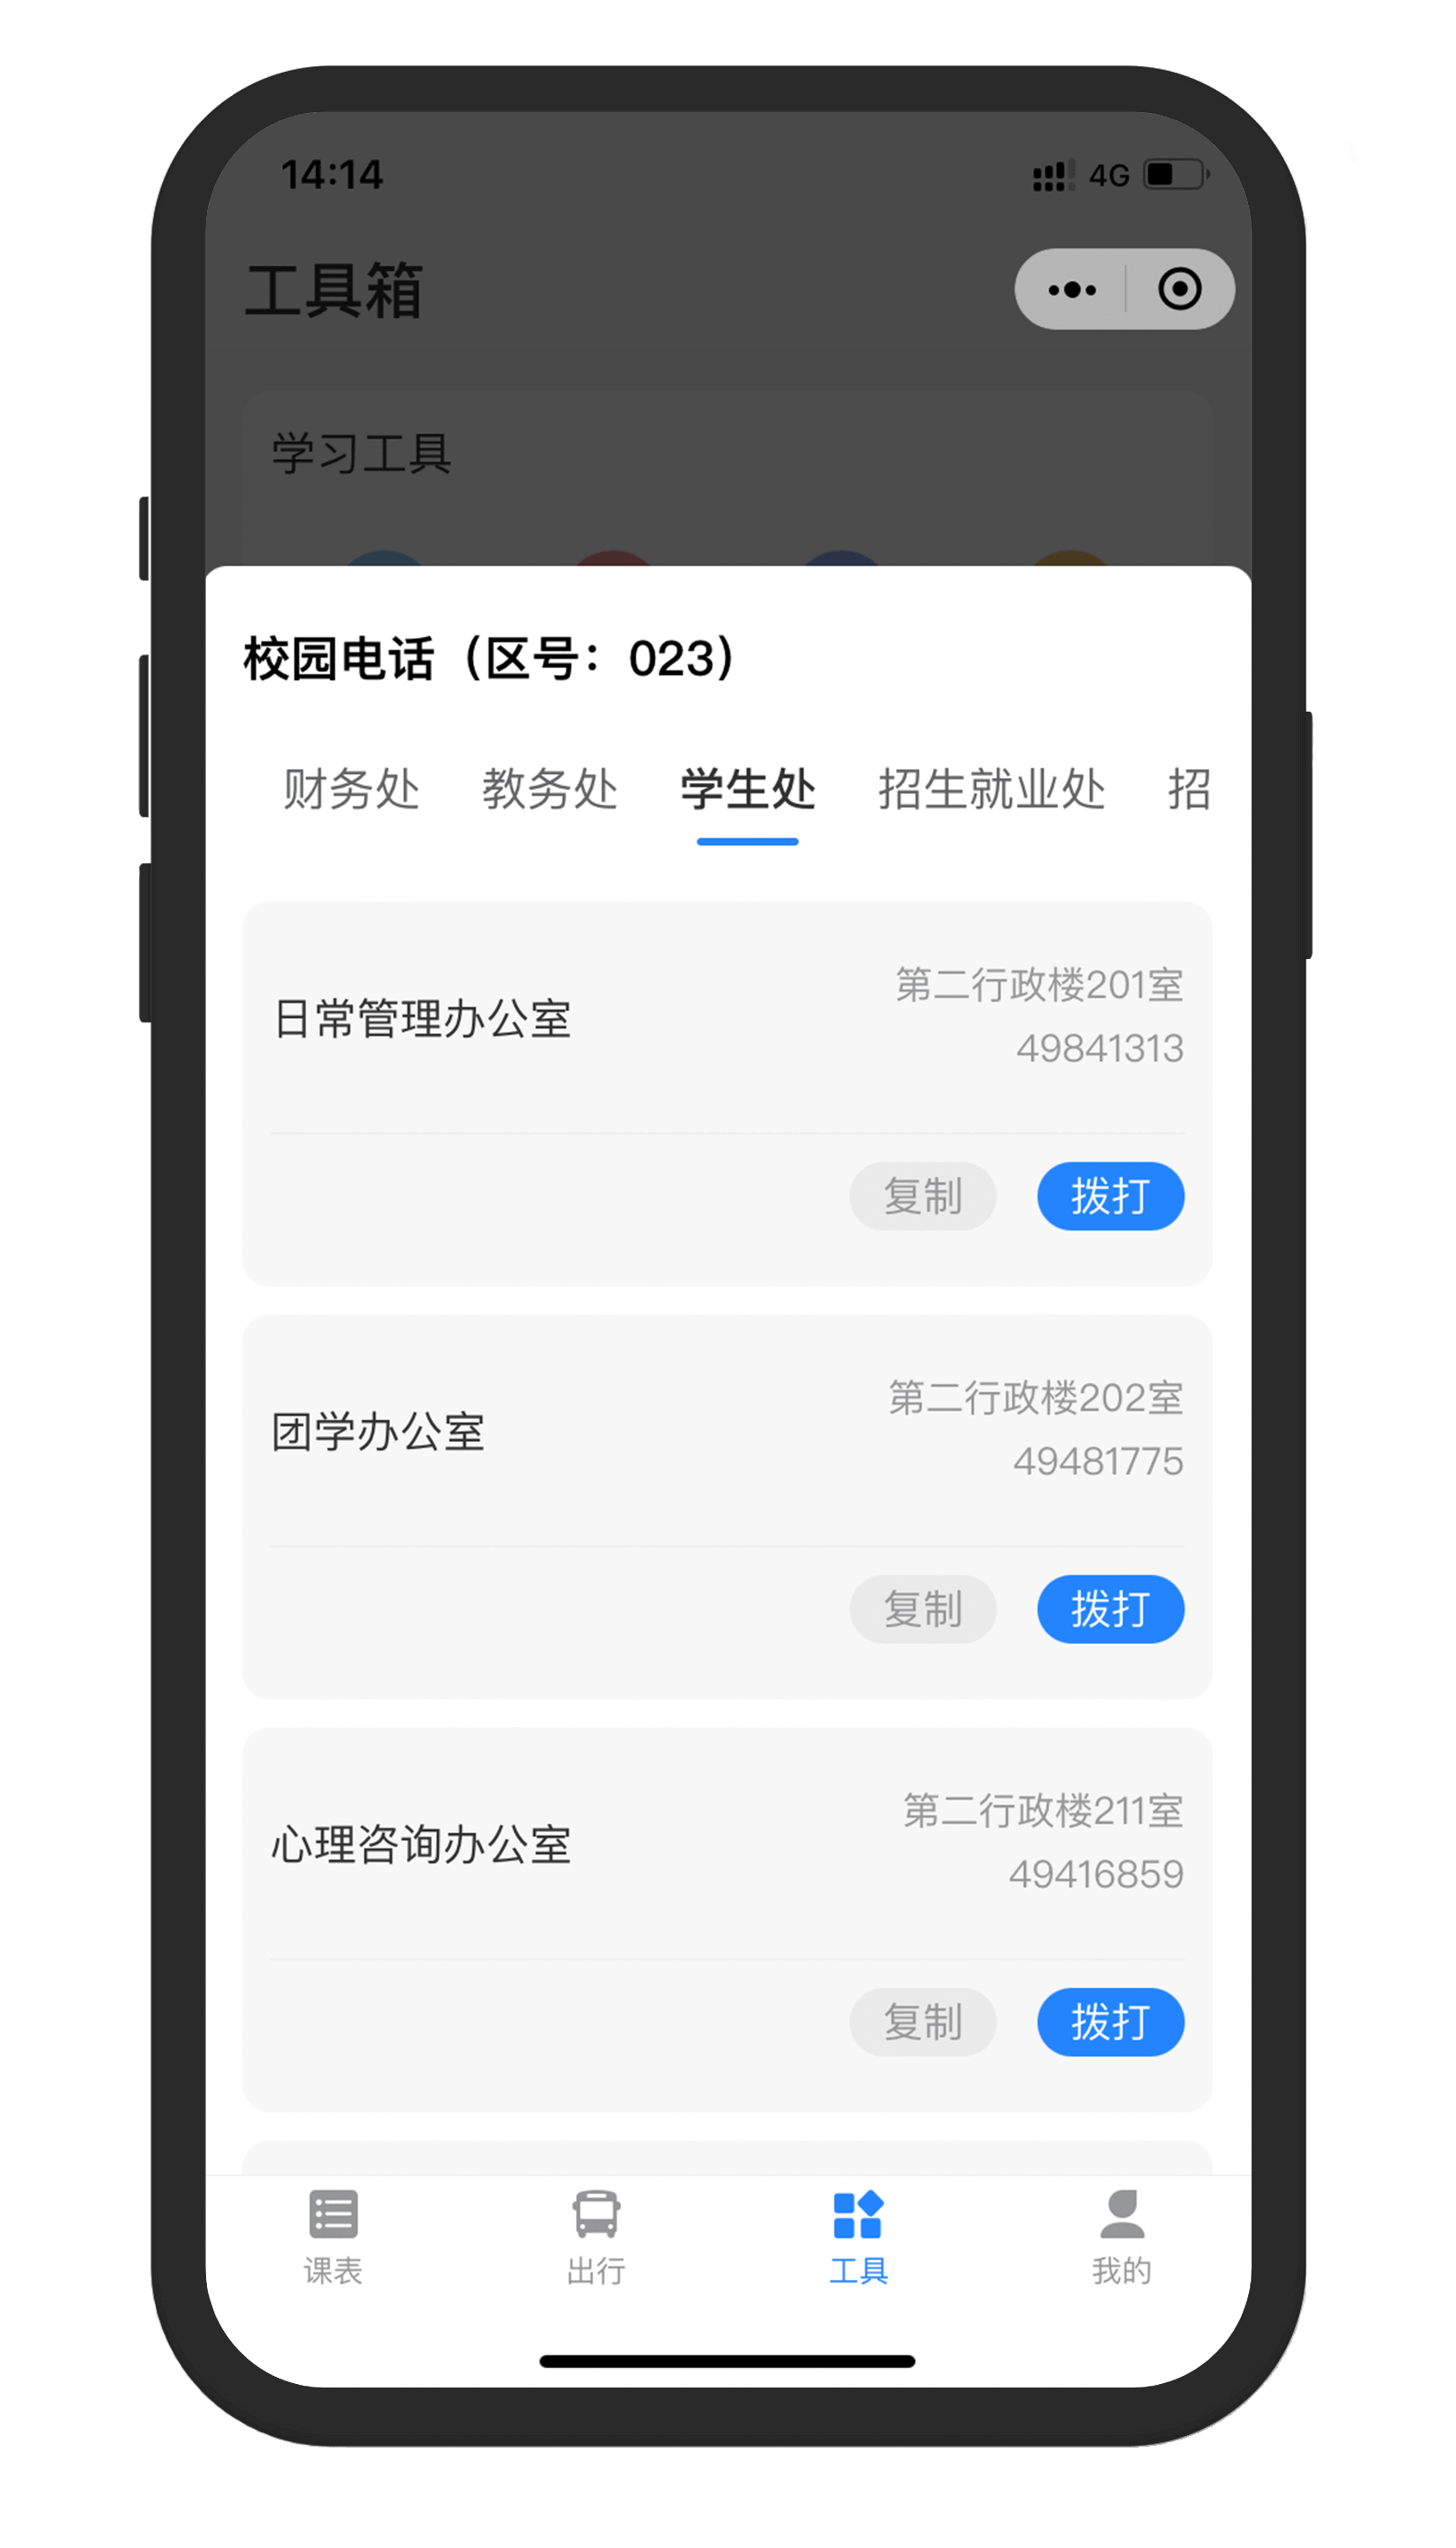 14:14 4G
工具箱
学习工具
校园电话（区号：023）
财务处 教务处 学生处 招生就业处 招
日常管理办公室
第二行政楼201室
49841313
复制 拨打
团学办公室
第二行政楼202室
49481775
复制 拨打
心理咨询办公室
第二行政楼211室
49416859
复制 拨打
课表 出行 工具 我的